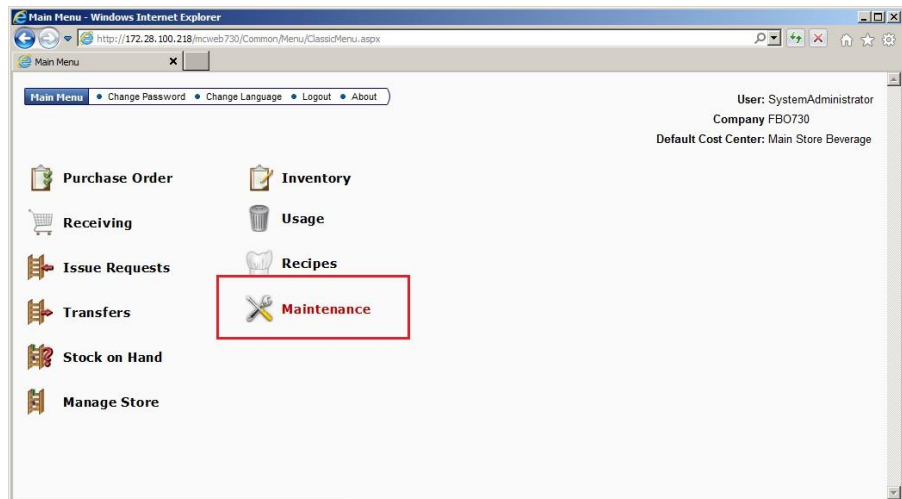 Main Menu - Windows Internet Explorer
http://172.28.100.218/mcweb730/Common/Menu/ClassicMenu.aspx
Main Menu
Main Menu • Change Password • Change Language • Logout • About
User: SystemAdministrator
Company FBO730
Default Cost Center: Main Store Beverage
Purchase Order
Inventory
Receiving
Usage
Issue Requests
Recipes
Transfers
Maintenance
Stock on Hand
Manage Store